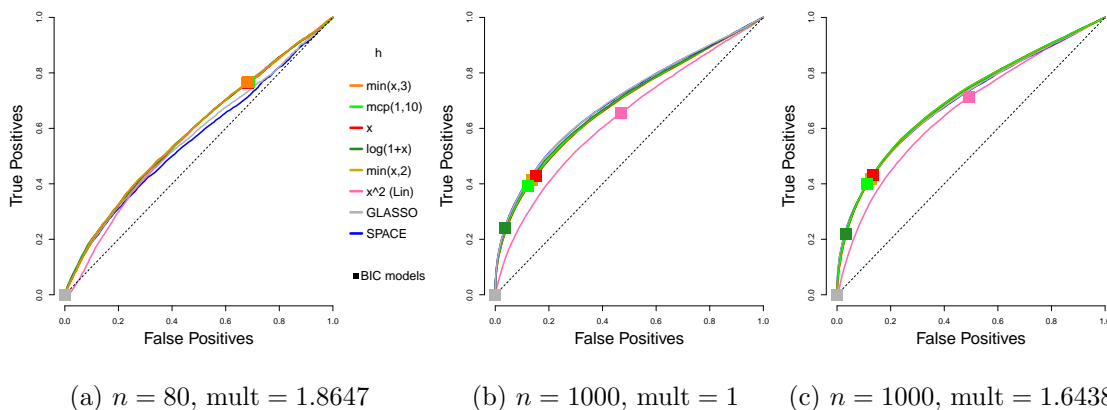 1.0
0.8
0.6
0.4
0.2
0.0
True Positives
0.0 0.2 0.4 0.6 0.8 1.0
False Positives
h
min(x,3)
mcp(1,10)
x
log(1+x)
min(x,2)
x^2 (Lin)
GLASSO
SPACE
BIC models
1.0
0.8
0.6
0.4
0.2
0.0
True Positives
0.0 0.2 0.4 0.6 0.8 1.0
False Positives
1.0
0.8
0.6
0.4
0.2
0.0
True Positives
0.0 0.2 0.4 0.6 0.8 1.0
False Positives
(a) n = 80, mult = 1.8647
(b) n = 1000, mult = 1
(c) n = 1000, mult = 1.6438